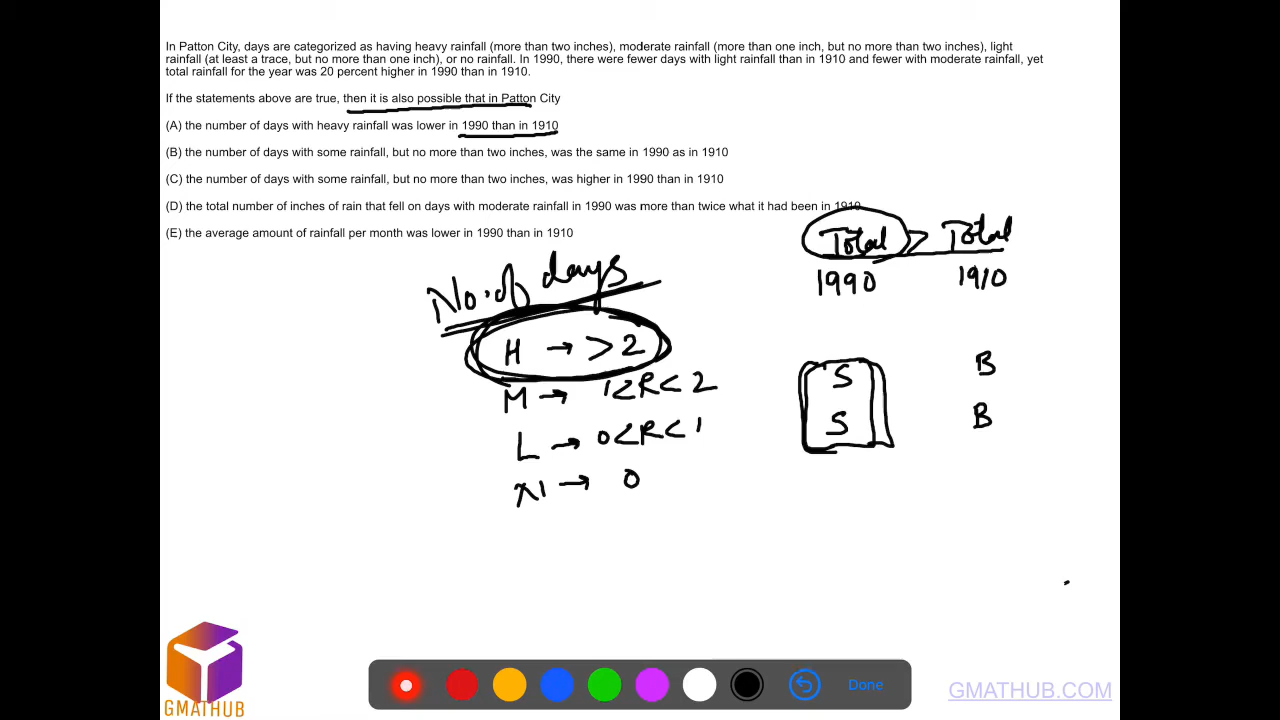 In Patton City, days are categorized as having heavy rainfall (more than two inches), moderate rainfall (more than one inch, but no more than two inches), light
rainfall (at least a trace, but no more than one inch), or no rainfall. In 1990, there were fewer days with light rainfall than in 1910 and fewer with moderate rainfall, yet
total rainfall for the year was 20 percent higher in 1990 than in 1910.
If the statements above are true, then it is also possible that in Patton City
(A) the number of days with heavy rainfall was lower in 1990 than in 1910
(B) the number of days with some rainfall, but no more than two inches, was the same in 1990 as in 1910
(C) the number of days with some rainfall, but no more than two inches, was higher in 1990 than in 1910
(D) the total number of inches of rain that fell on days with moderate rainfall in 1990 was more than twice what it had been in 1910
(E) the average amount of rainfall per month was lower in 1990 than in 1910
Total > Total
1990 1910
No. of days
H → > 2
M → 1<R< 2
L → 0<R< 1
→ 0
S B
S B
GMATHUB
Done
GMATHUB.COM